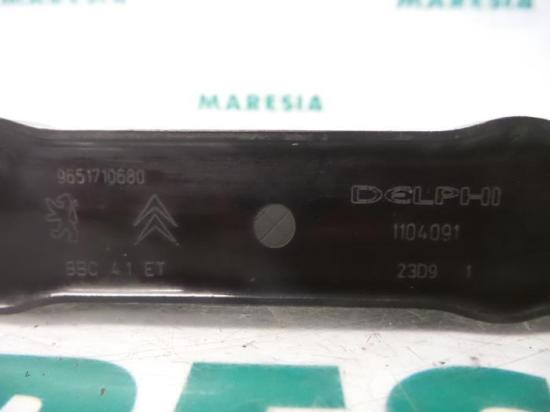 MARESIA
MARESIA
9651710680
DELPHI
1104091
BBC 4.1 ET
23D9 1